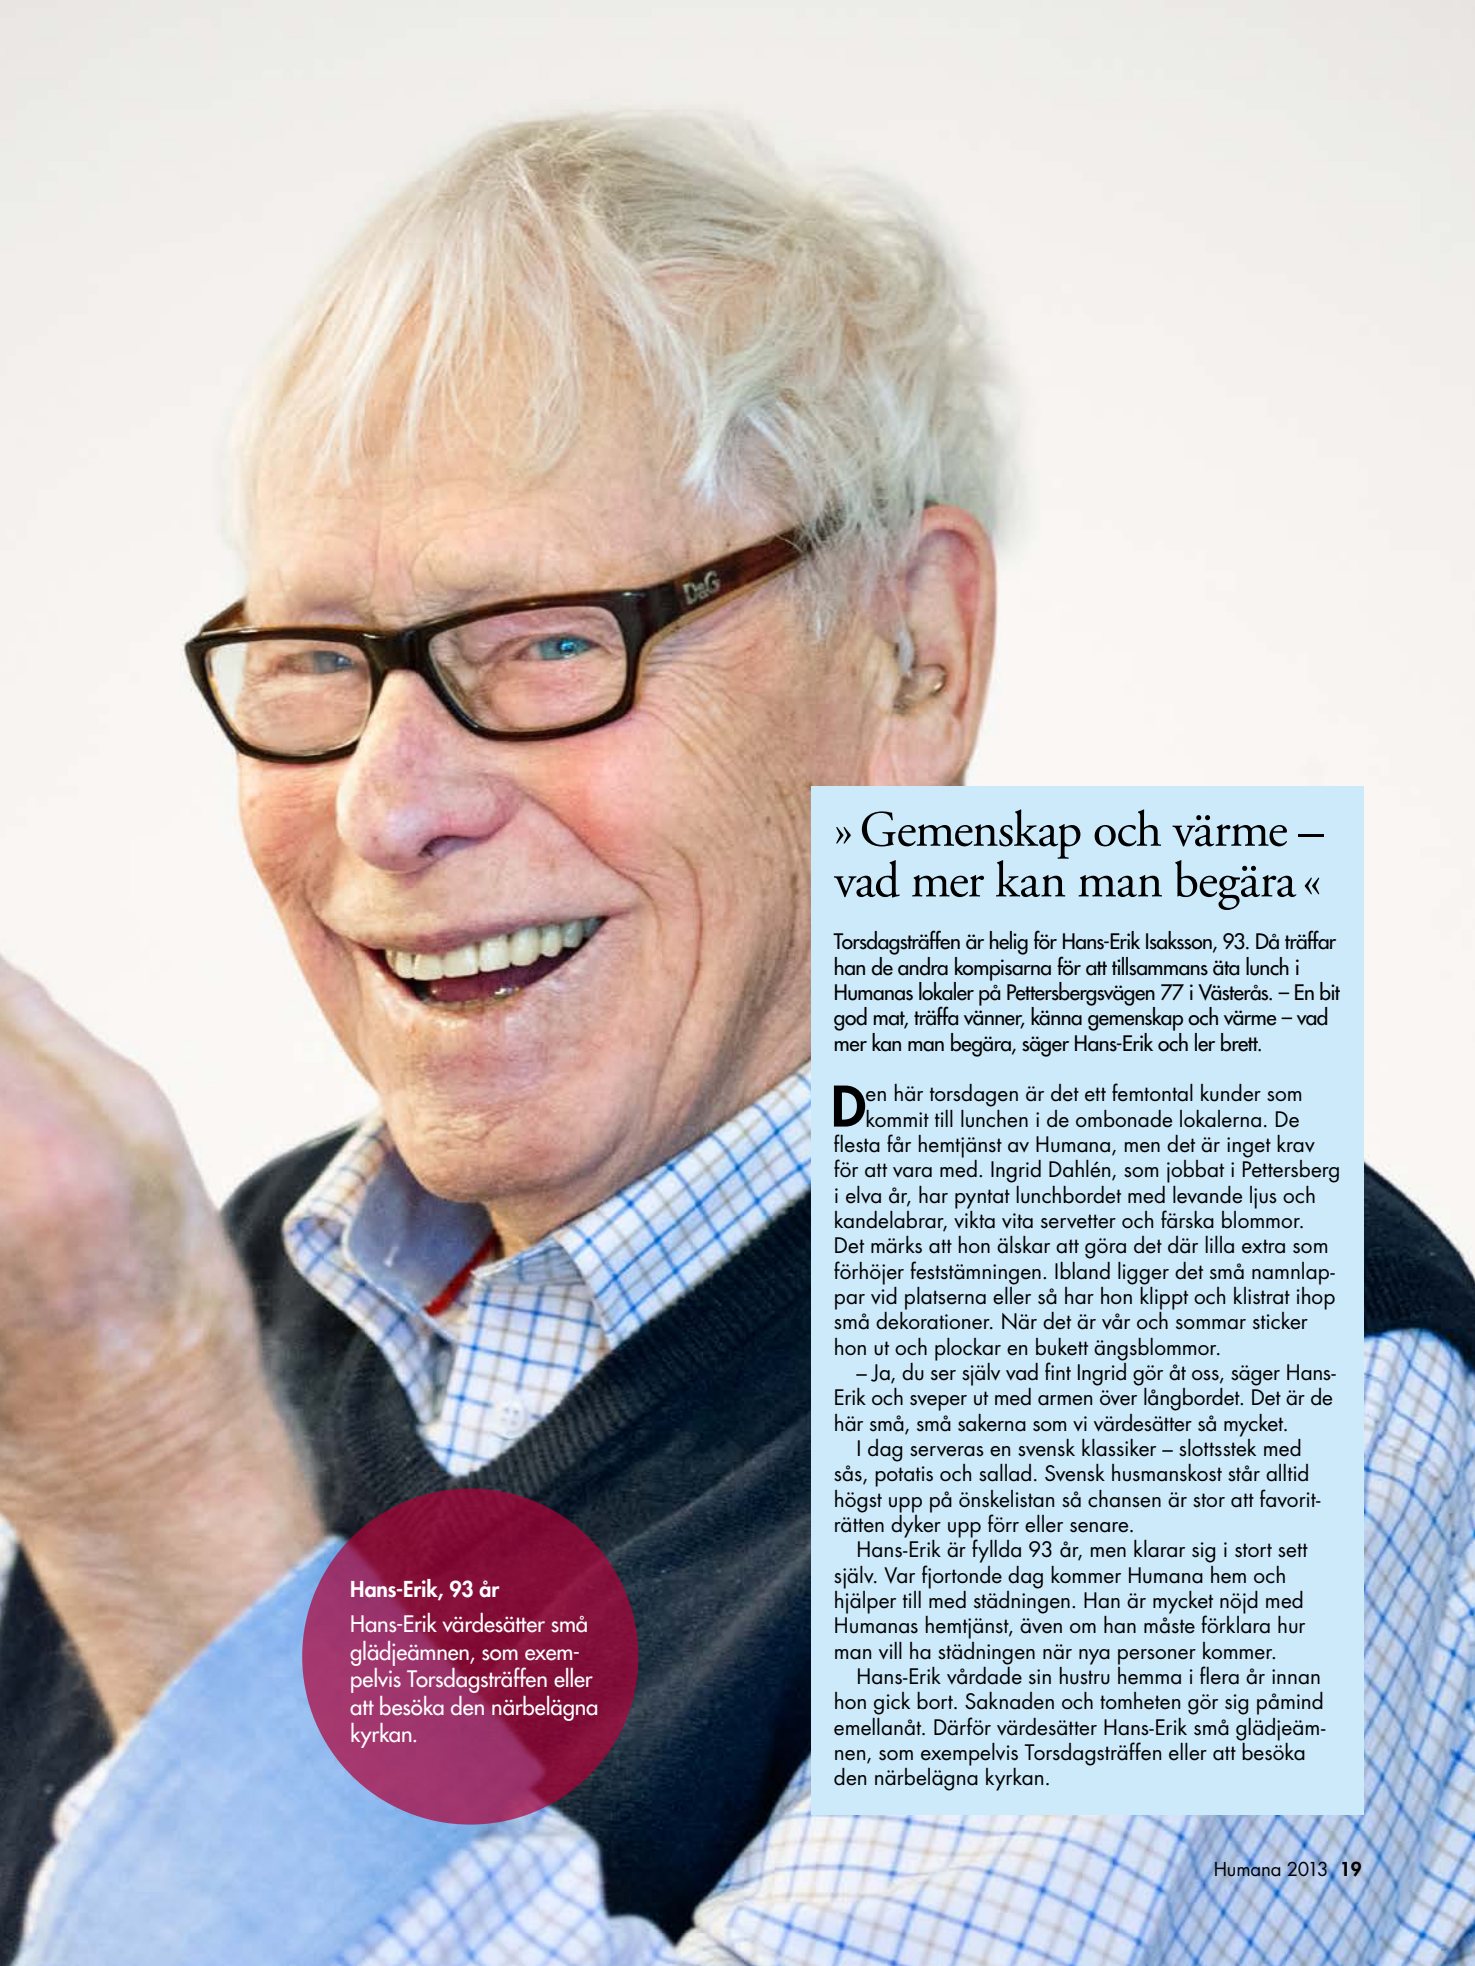 D&G
» Gemenskap och värme –
vad mer kan man begära «
Torsdagsträffen är helig för Hans-Erik Isaksson, 93. Då träffar
han de andra kompisarna för att tillsammans äta lunch i
Humanas lokaler på Pettersbergsvägen 77 i Västerås. – En bit
god mat, träffa vänner, känna gemenskap och värme – vad
mer kan man begära, säger Hans-Erik och ler brett.
Den här torsdagen är det ett femtontal kunder som
kommit till lunchen i de ombonade lokalerna. De
flesta får hemtjänst av Humana, men det är inget krav
för att vara med. Ingrid Dahlén, som jobbat i Pettersberg
i elva år, har pyntat lunchbordet med levande ljus och
kandelabrar, vikta vita servetter och färska blommor.
Det märks att hon älskar att göra det där lilla extra som
förhöjer feststämningen. Ibland ligger det små namnlap-
par vid platserna eller så har hon klippt och klistrat ihop
små dekorationer. När det är vår och sommar sticker
hon ut och plockar en bukett ängsblommor.
– Ja, du ser själv vad fint Ingrid gör åt oss, säger Hans-
Erik och sveper ut med armen över långbordet. Det är de
här små, små sakerna som vi värdesätter så mycket.
I dag serveras en svensk klassiker – slottsstek med
sås, potatis och sallad. Svensk husmanskost står alltid
högst upp på önskelistan så chansen är stor att favorit-
rätten dyker upp förr eller senare.
Hans-Erik är fyllda 93 år, men klarar sig i stort sett
själv. Var fjortonde dag kommer Humana hem och
hjälper till med städningen. Han är mycket nöjd med
Humanas hemtjänst, även om han måste förklara hur
man vill ha städningen när nya personer kommer.
Hans-Erik vårdade sin hustru hemma i flera år innan
hon gick bort. Saknaden och tomheten gör sig påmind
emellanåt. Därför värdesätter Hans-Erik små glädjeäm-
nen, som exempelvis Torsdagsträffen eller att besöka
den närbelägna kyrkan.
Hans-Erik, 93 år
Hans-Erik värdesätter små
glädjeämnen, som exem-
pelvis Torsdagsträffen eller
att besöka den närbelägna
kyrkan.
Humana 2013 19